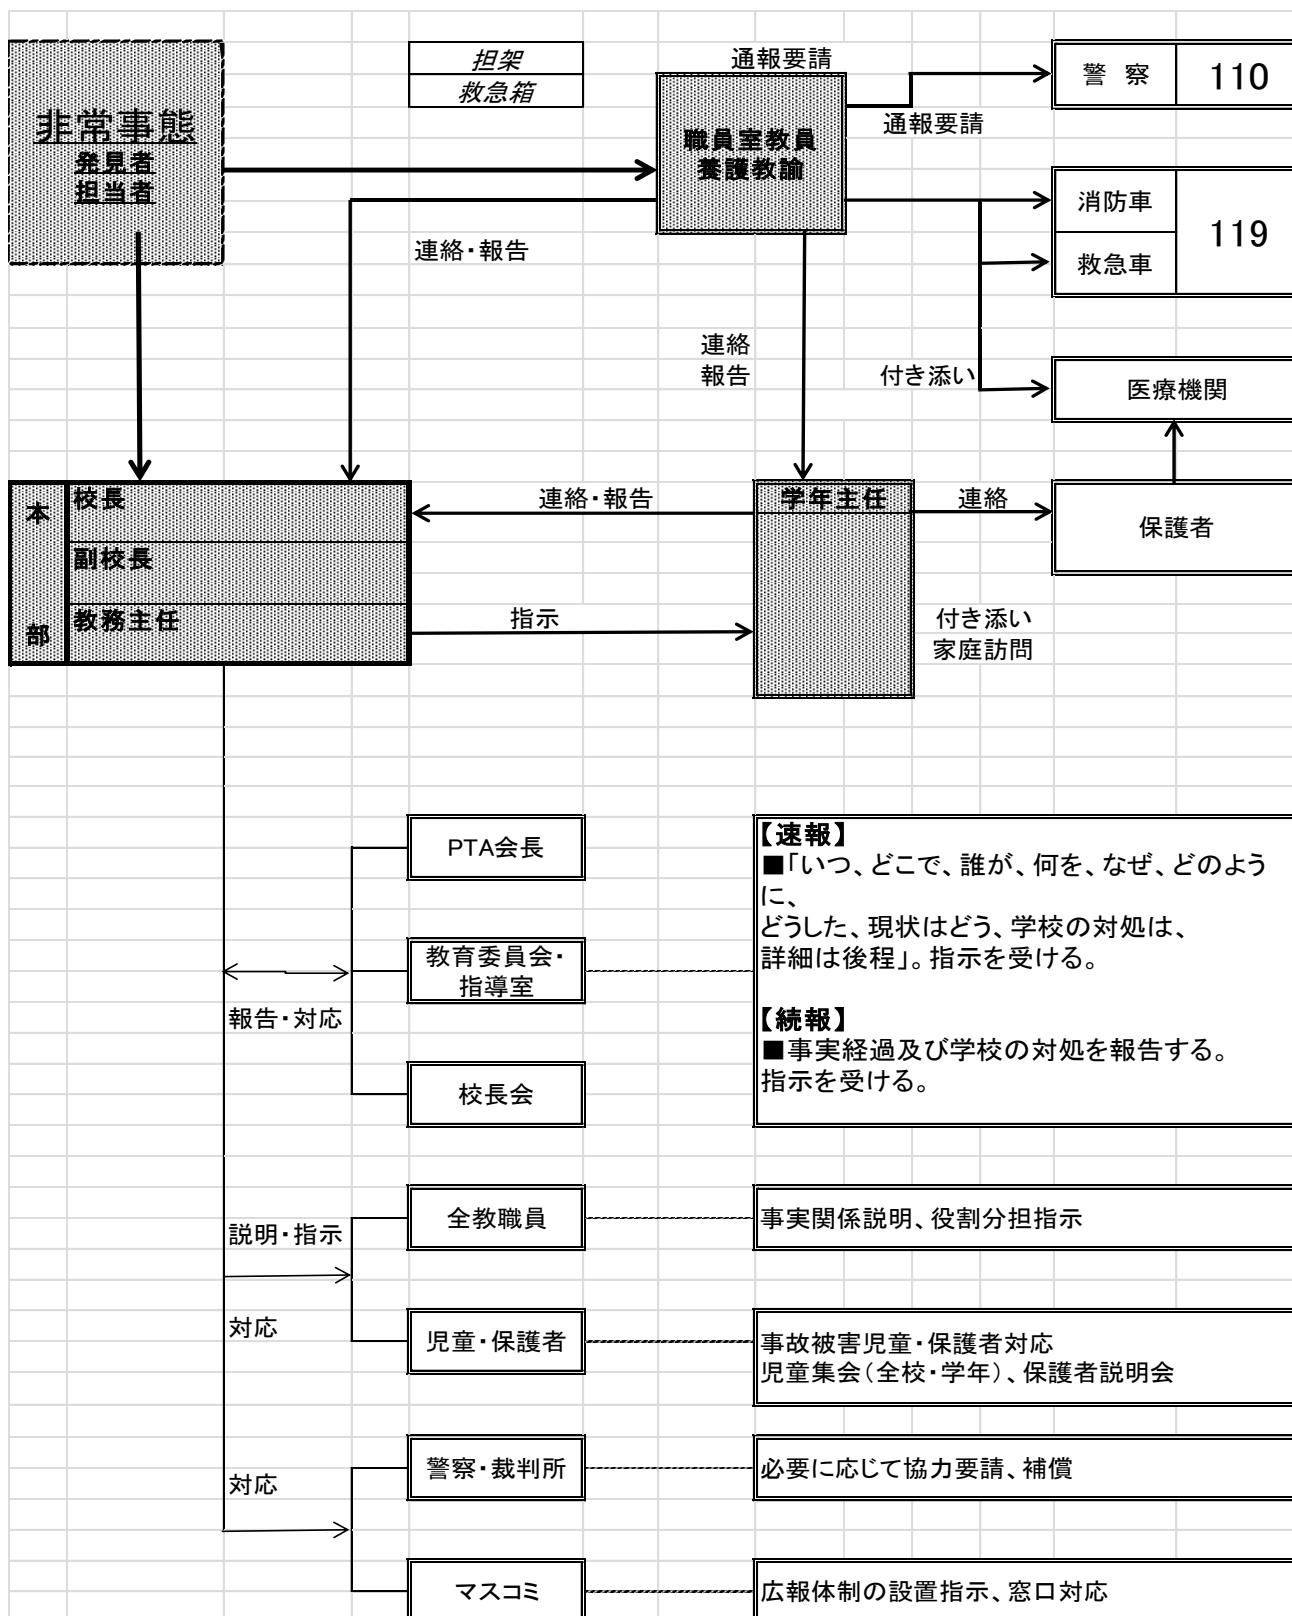 担架
救急箱
通報要請
警 察
110
非常事態
発見者
担当者
職員室教員
養護教諭
通報要請
消防車
救急車
119
連絡・報告
連絡
報告
付き添い
医療機関
本
部
校長
副校長
教務主任
連絡・報告
指示
学年主任
連絡
保護者
付き添い
家庭訪問
PTA会長
教育委員会・
指導室
校長会
報告・対応
【速報】
■「いつ、どこで、誰が、何を、なぜ、どのよう
に、
どうした、現状はどう、学校の対処は、
詳細は後程」。指示を受ける。
【続報】
■事実経過及び学校の対処を報告する。
指示を受ける。
説明・指示
対応
全教職員
事実関係説明、役割分担指示
児童・保護者
事故被害児童・保護者対応
児童集会(全校・学年)、保護者説明会
対応
警察・裁判所
必要に応じて協力要請、補償
マスコミ
広報体制の設置指示、窓口対応